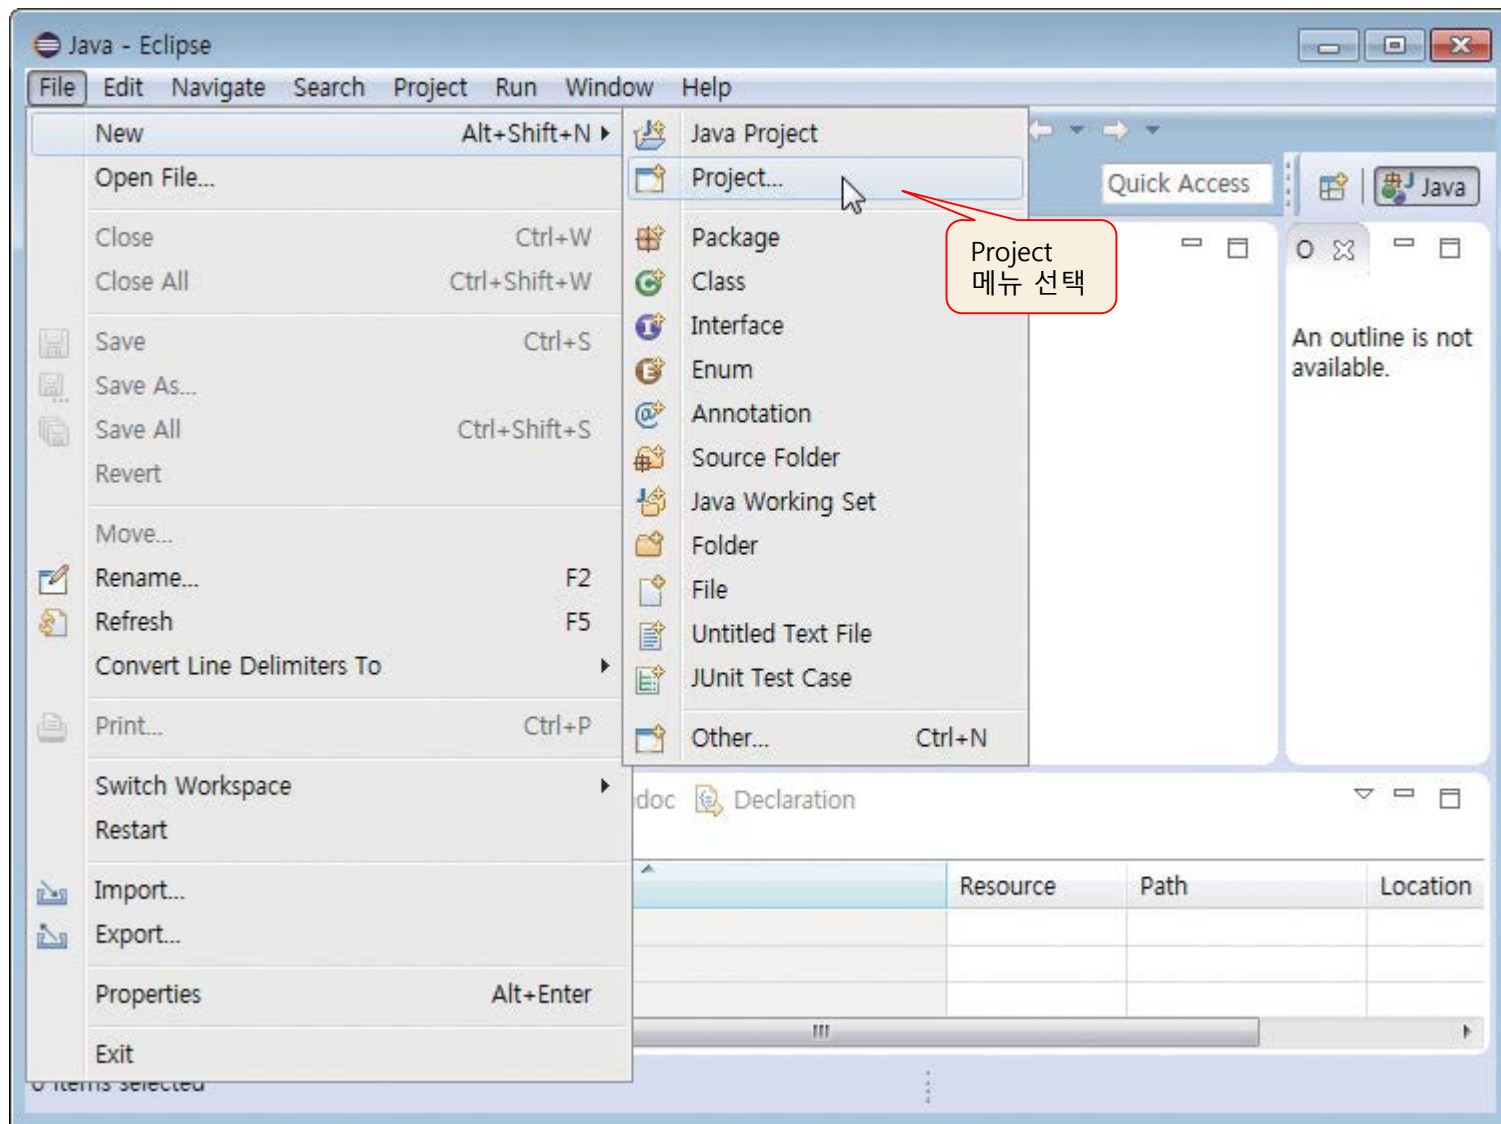 Java - Eclipse
File Edit Navigate Search Project Run Window Help
New Alt+Shift+N
Open File...
Close Ctrl+W
Close All Ctrl+Shift+W
Save Ctrl+S
Save As...
Save All Ctrl+Shift+S
Revert
Move...
Rename... F2
Refresh F5
Convert Line Delimiters To
Print... Ctrl+P
Switch Workspace
Restart
Import...
Export...
Properties Alt+Enter
Exit
Java Project
Project...
Package
Class
Interface
Enum
Annotation
Source Folder
Java Working Set
Folder
File
Untitled Text File
JUnit Test Case
Other... Ctrl+N
Project
메뉴 선택
Quick Access
Java
O
An outline is not
available.
doc Declaration
Resource Path Location
0 items selected